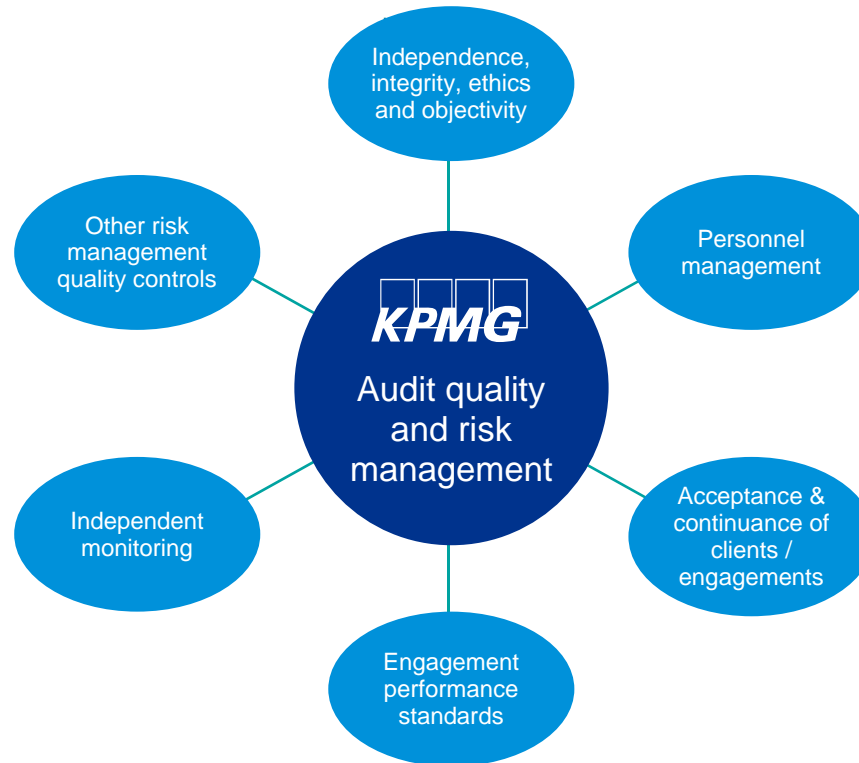 Independence,
integrity, ethics
and objectivity
Other risk
management
quality controls
Personnel
management
KPMG
Audit quality
and risk
management
Independent
monitoring
Acceptance &
continuance of
clients /
engagements
Engagement
performance
standards